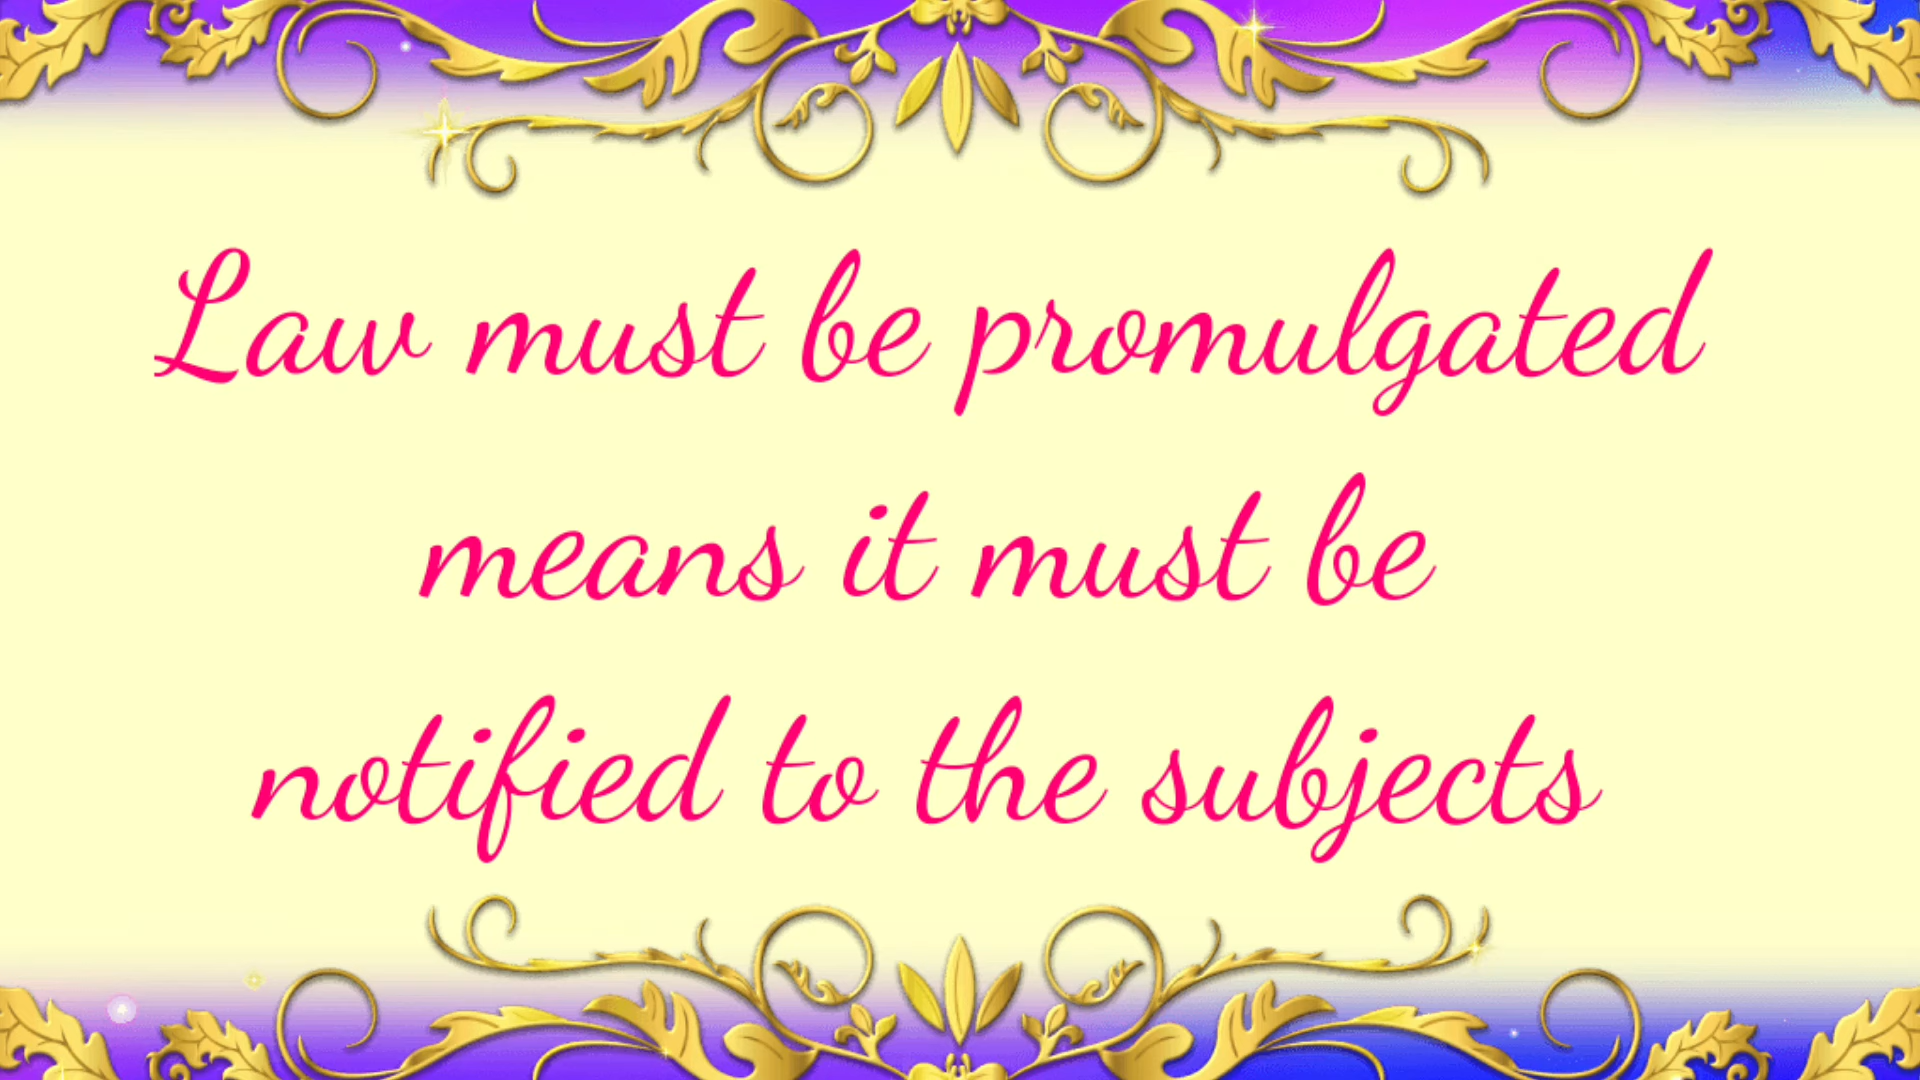 Law must be promulgated
means it must be
notified to the subjects